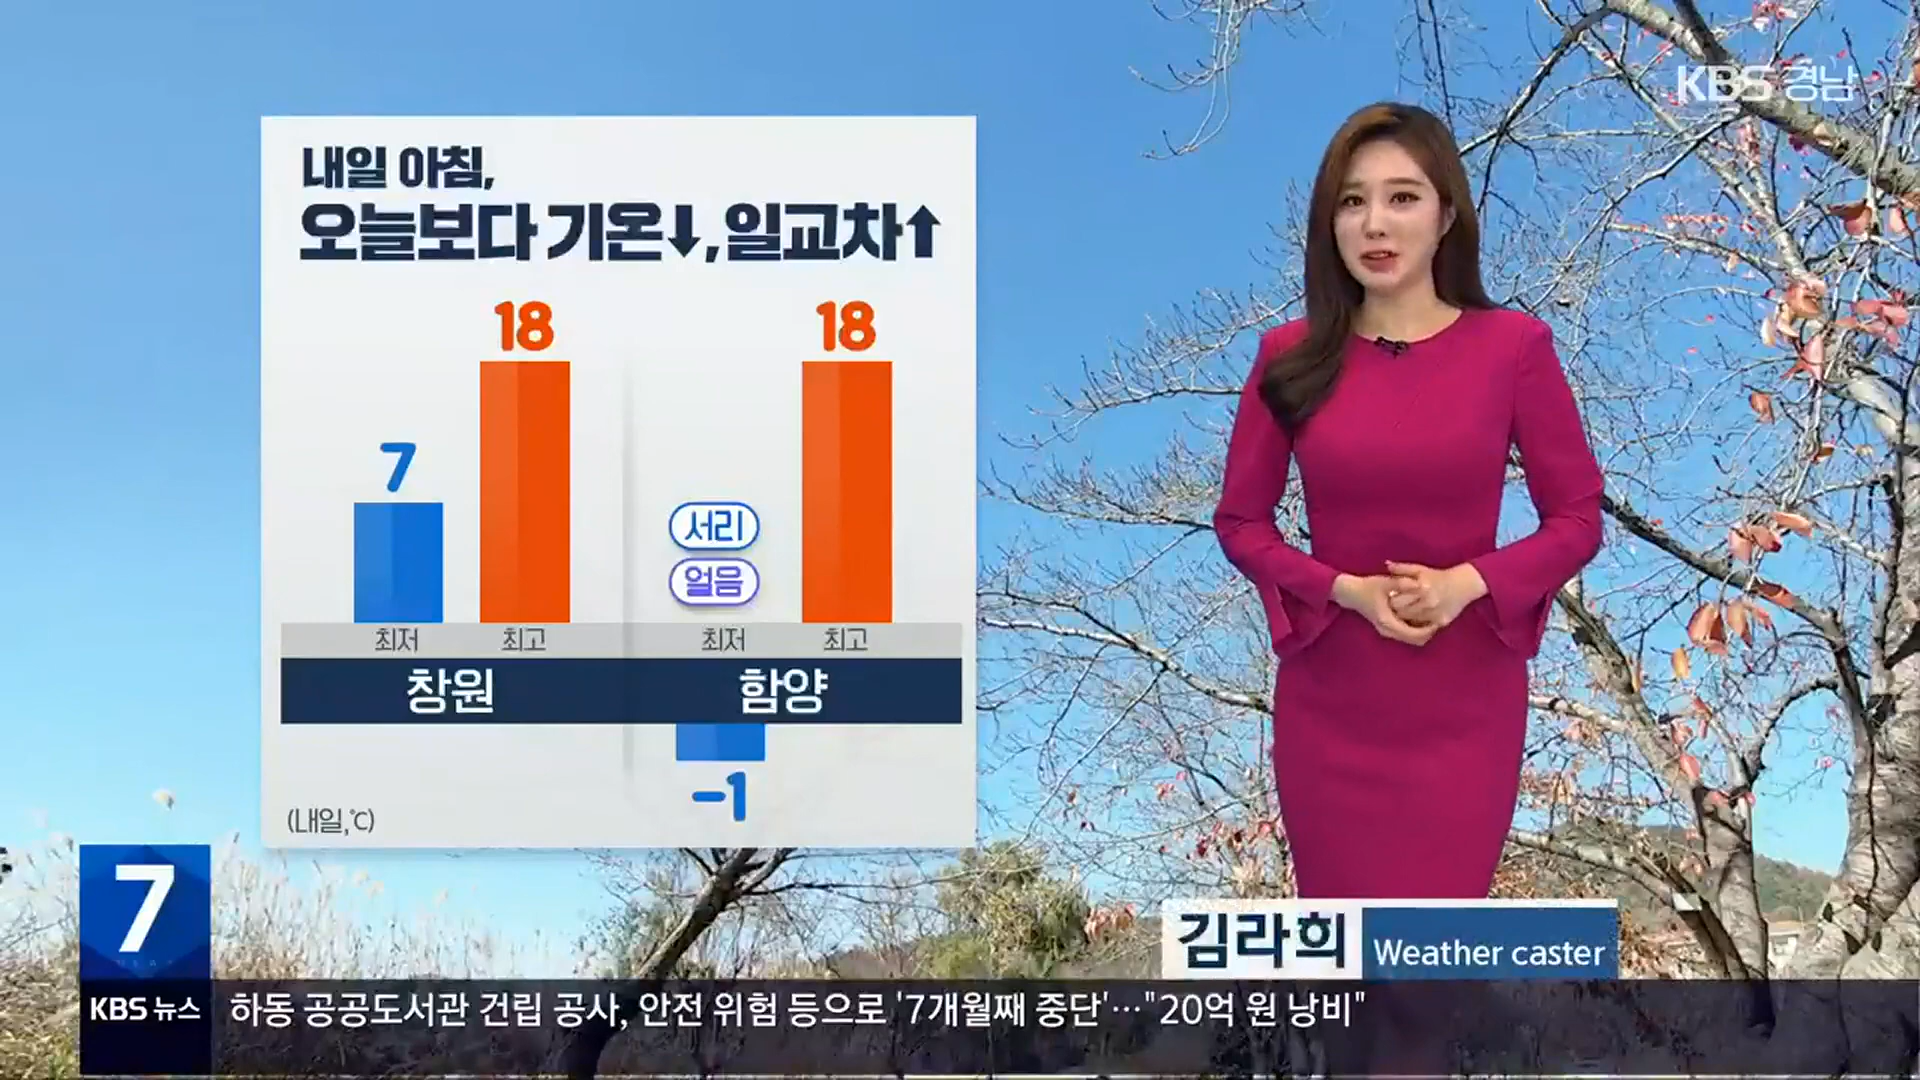 KBS 경남
내일 아침,
오늘보다 기온↓, 일교차↑
18
18
7
서리
얼음
최저 최고 최저 최고
창원 함양
-1
(내일,℃)
7
김라희 Weather caster
KBS 뉴스 하동 공공도서관 건립 공사, 안전 위험 등으로 '7개월째 중단'…"20억 원 낭비"